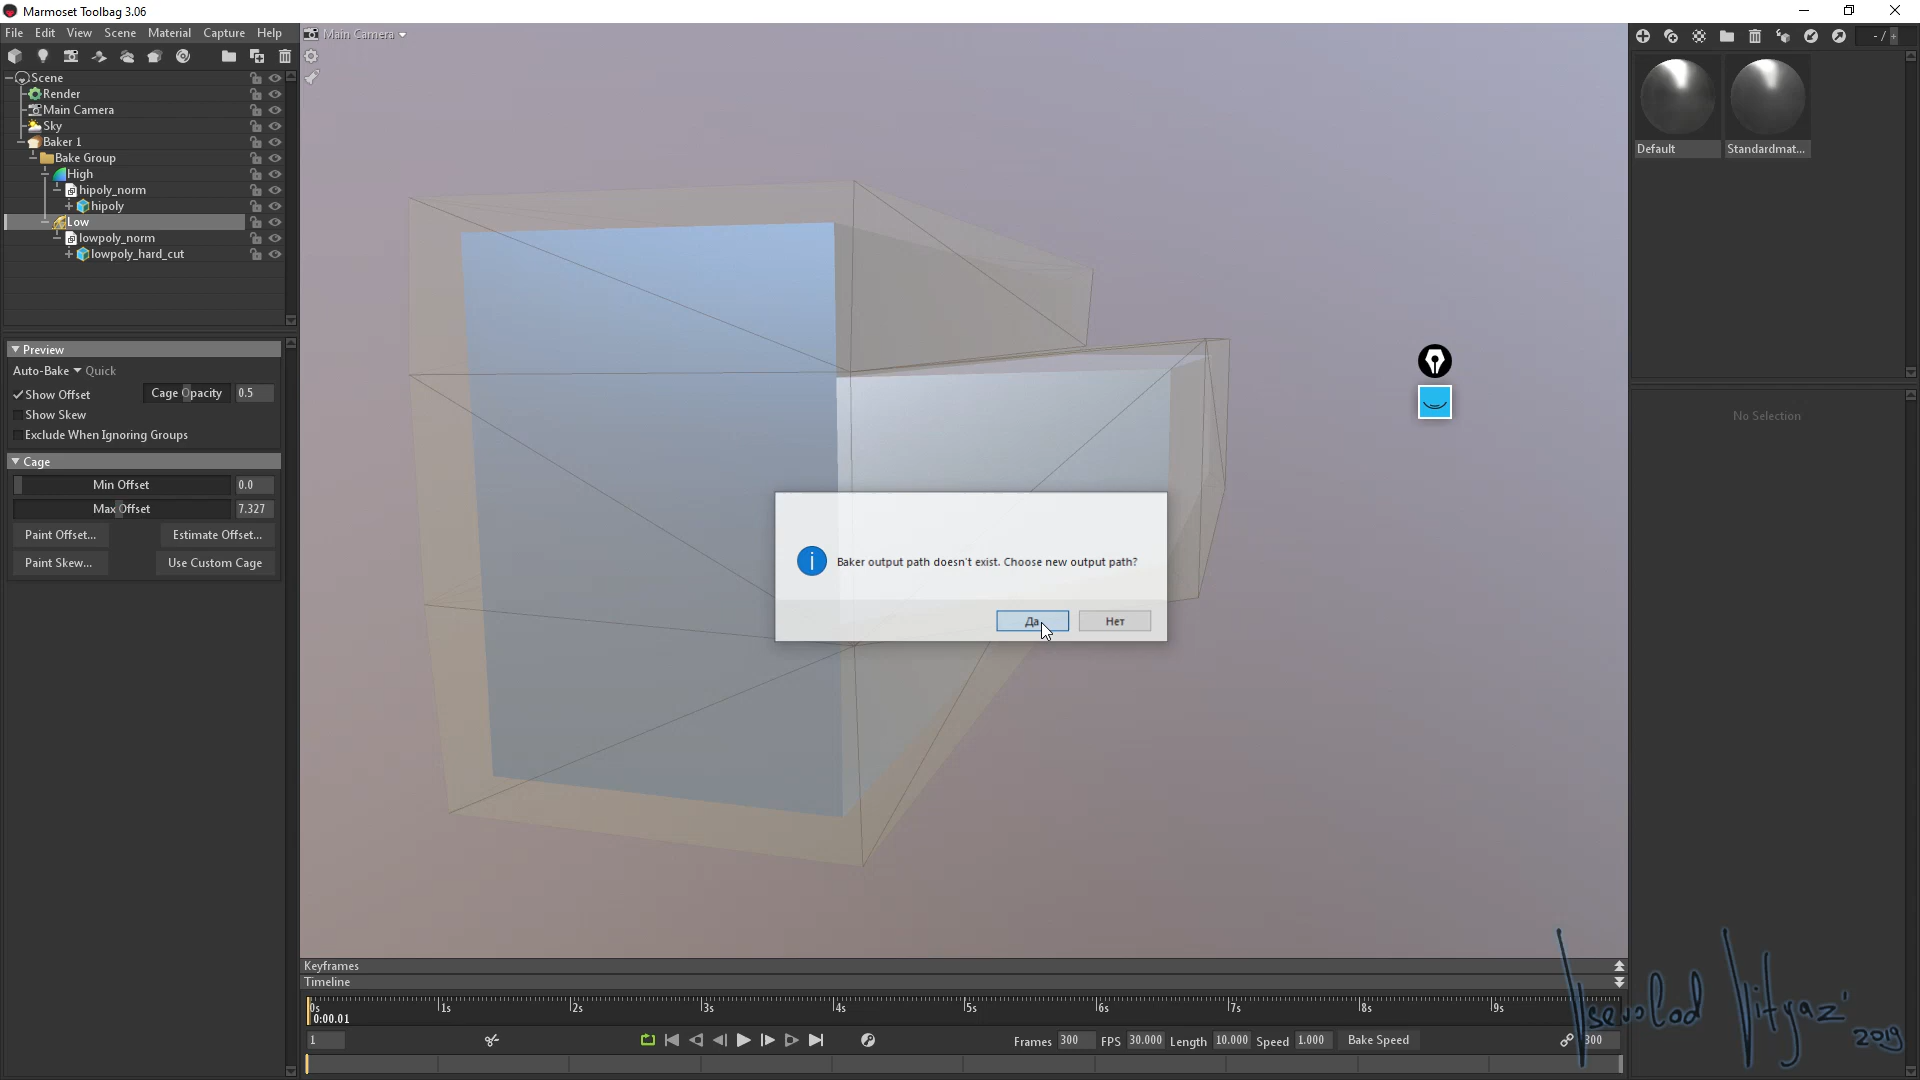 Marmoset Toolbag 3.06
File Edit View Scene Material Capture Help
Main Camera
- / +
Scene
Render
Main Camera
Sky
Baker 1
Bake Group
High
hipoly_norm
hipoly
Low
lowpoly_norm
lowpoly_hard_cut
Default
Standardmat...
Preview
Auto-Bake Quick
Show Offset Cage Opacity 0.5
Show Skew
Exclude When Ignoring Groups
Cage
Min Offset 0.0
Max Offset 7.327
Paint Offset... Estimate Offset...
Paint Skew... Use Custom Cage
No Selection
Baker output path doesn't exist. Choose new output path?
Да Нет
Keyframes
Timeline
0s 1s 2s 3s 4s 5s 6s 7s 8s 9s
0:00.01
1
Frames 300 FPS 30.000 Length 10.000 Speed 1.000 Bake Speed 300
Vsevolod Vityaz' 2019